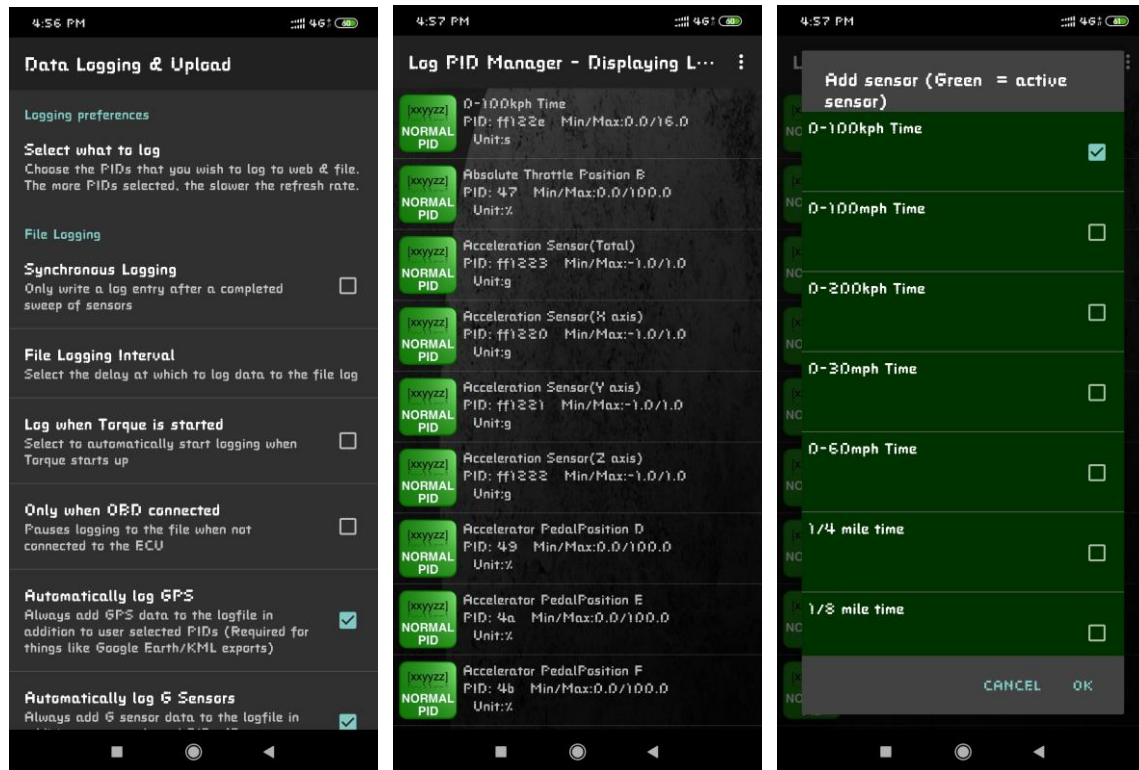 4:56 PM
4G
60
Data Logging & Upload
Logging preferences
Select what to log
Choose the PIDs that you wish to log to web & file.
The more PIDs selected, the slower the refresh rate.
File Logging
Synchronous Logging
Only write a log entry after a completed
sweep of sensors
File Logging Interval
Select the delay at which to log data to the file log
Log when Torque is started
Select to automatically start logging when
Torque starts up
Only when OBD connected
Pauses logging to the file when not
connected to the ECU
Automatically log GPS
Always add GPS data to the logfile in
addition to user selected PIDs (Required for
things like Google Earth/KML exports)
Automatically log G Sensors
Always add G sensor data to the logfile in
4:57 PM
4G
60
Log PID Manager - Displaying L...
[xxyyzz]
NORMAL
PID
0-100kph Time
PID: ff122e Min/Max:0.0/16.0
Unit:s
[xxyyzz]
NORMAL
PID
Absolute Throttle Position B
PID: 47 Min/Max:0.0/100.0
Unit:%
[xxyyzz]
NORMAL
PID
Acceleration Sensor(Total)
PID: ff1223 Min/Max:-1.0/1.0
Unit:g
[xxyyzz]
NORMAL
PID
Acceleration Sensor(X axis)
PID: ff1220 Min/Max:-1.0/1.0
Unit:g
[xxyyzz]
NORMAL
PID
Acceleration Sensor(Y axis)
PID: ff1221 Min/Max:-1.0/1.0
Unit:g
[xxyyzz]
NORMAL
PID
Acceleration Sensor(Z axis)
PID: ff1222 Min/Max:-1.0/1.0
Unit:g
[xxyyzz]
NORMAL
PID
Accelerator PedalPosition D
PID: 49 Min/Max:0.0/100.0
Unit:%
[xxyyzz]
NORMAL
PID
Accelerator PedalPosition E
PID: 4a Min/Max:0.0/100.0
Unit:%
[xxyyzz]
NORMAL
PID
Accelerator PedalPosition F
PID: 4b Min/Max:0.0/100.0
Unit:%
4:57 PM
4G
60
Add sensor (Green = active
sensor)
0-100kph Time
0-100mph Time
0-200kph Time
0-30mph Time
0-60mph Time
1/4 mile time
1/8 mile time
CANCEL OK